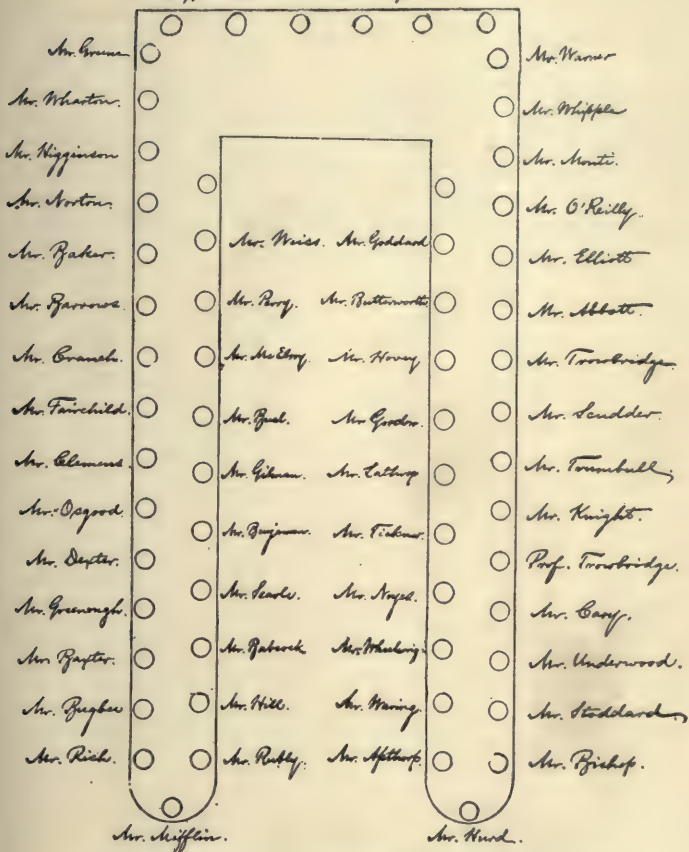 Mr. Greene
Mr. Warner
Mr. Wharton.
Mr. Whipple
Mr. Higginson
Mr. Monti.
Mr. Norton.
Mr. O'Reilly.
Mr. Weiss. Mr. Goddard
Mr. Baker.
Mr. Elliott
Mr. Barrows.
Mr. Perry. Mr. Butterworth
Mr. Abbott.
Mr. Cranch.
Mr. McElroy. Mr. Hovey
Mr. Trowbridge.
Mr. Fairchild.
Mr. Buel. Mr. Gordon.
Mr. Scudder.
Mr. Clemens.
Mr. Gilman. Mr. Lathrop
Mr. Trumbull,
Mr. Osgood.
Mr. Knight.
Mr. Benjamin. Mr. Ticknor.
Mr. Dexter.
Prof. Trowbridge.
Mr. Searle. Mr. Noyes.
Mr. Greenough.
Mr. Cary.
Mr. Babcock Mr. Wheelwrig.
Mr. Baxter.
Mr. Underwood.
Mr. Hill. Mr. Waring.
Mr. Bugbee
Mr. Stoddard,
Mr. Rich.
Mr. Apthorp.
Mr. Bishop.
Mr. Mifflin.
Mr. Hurd.